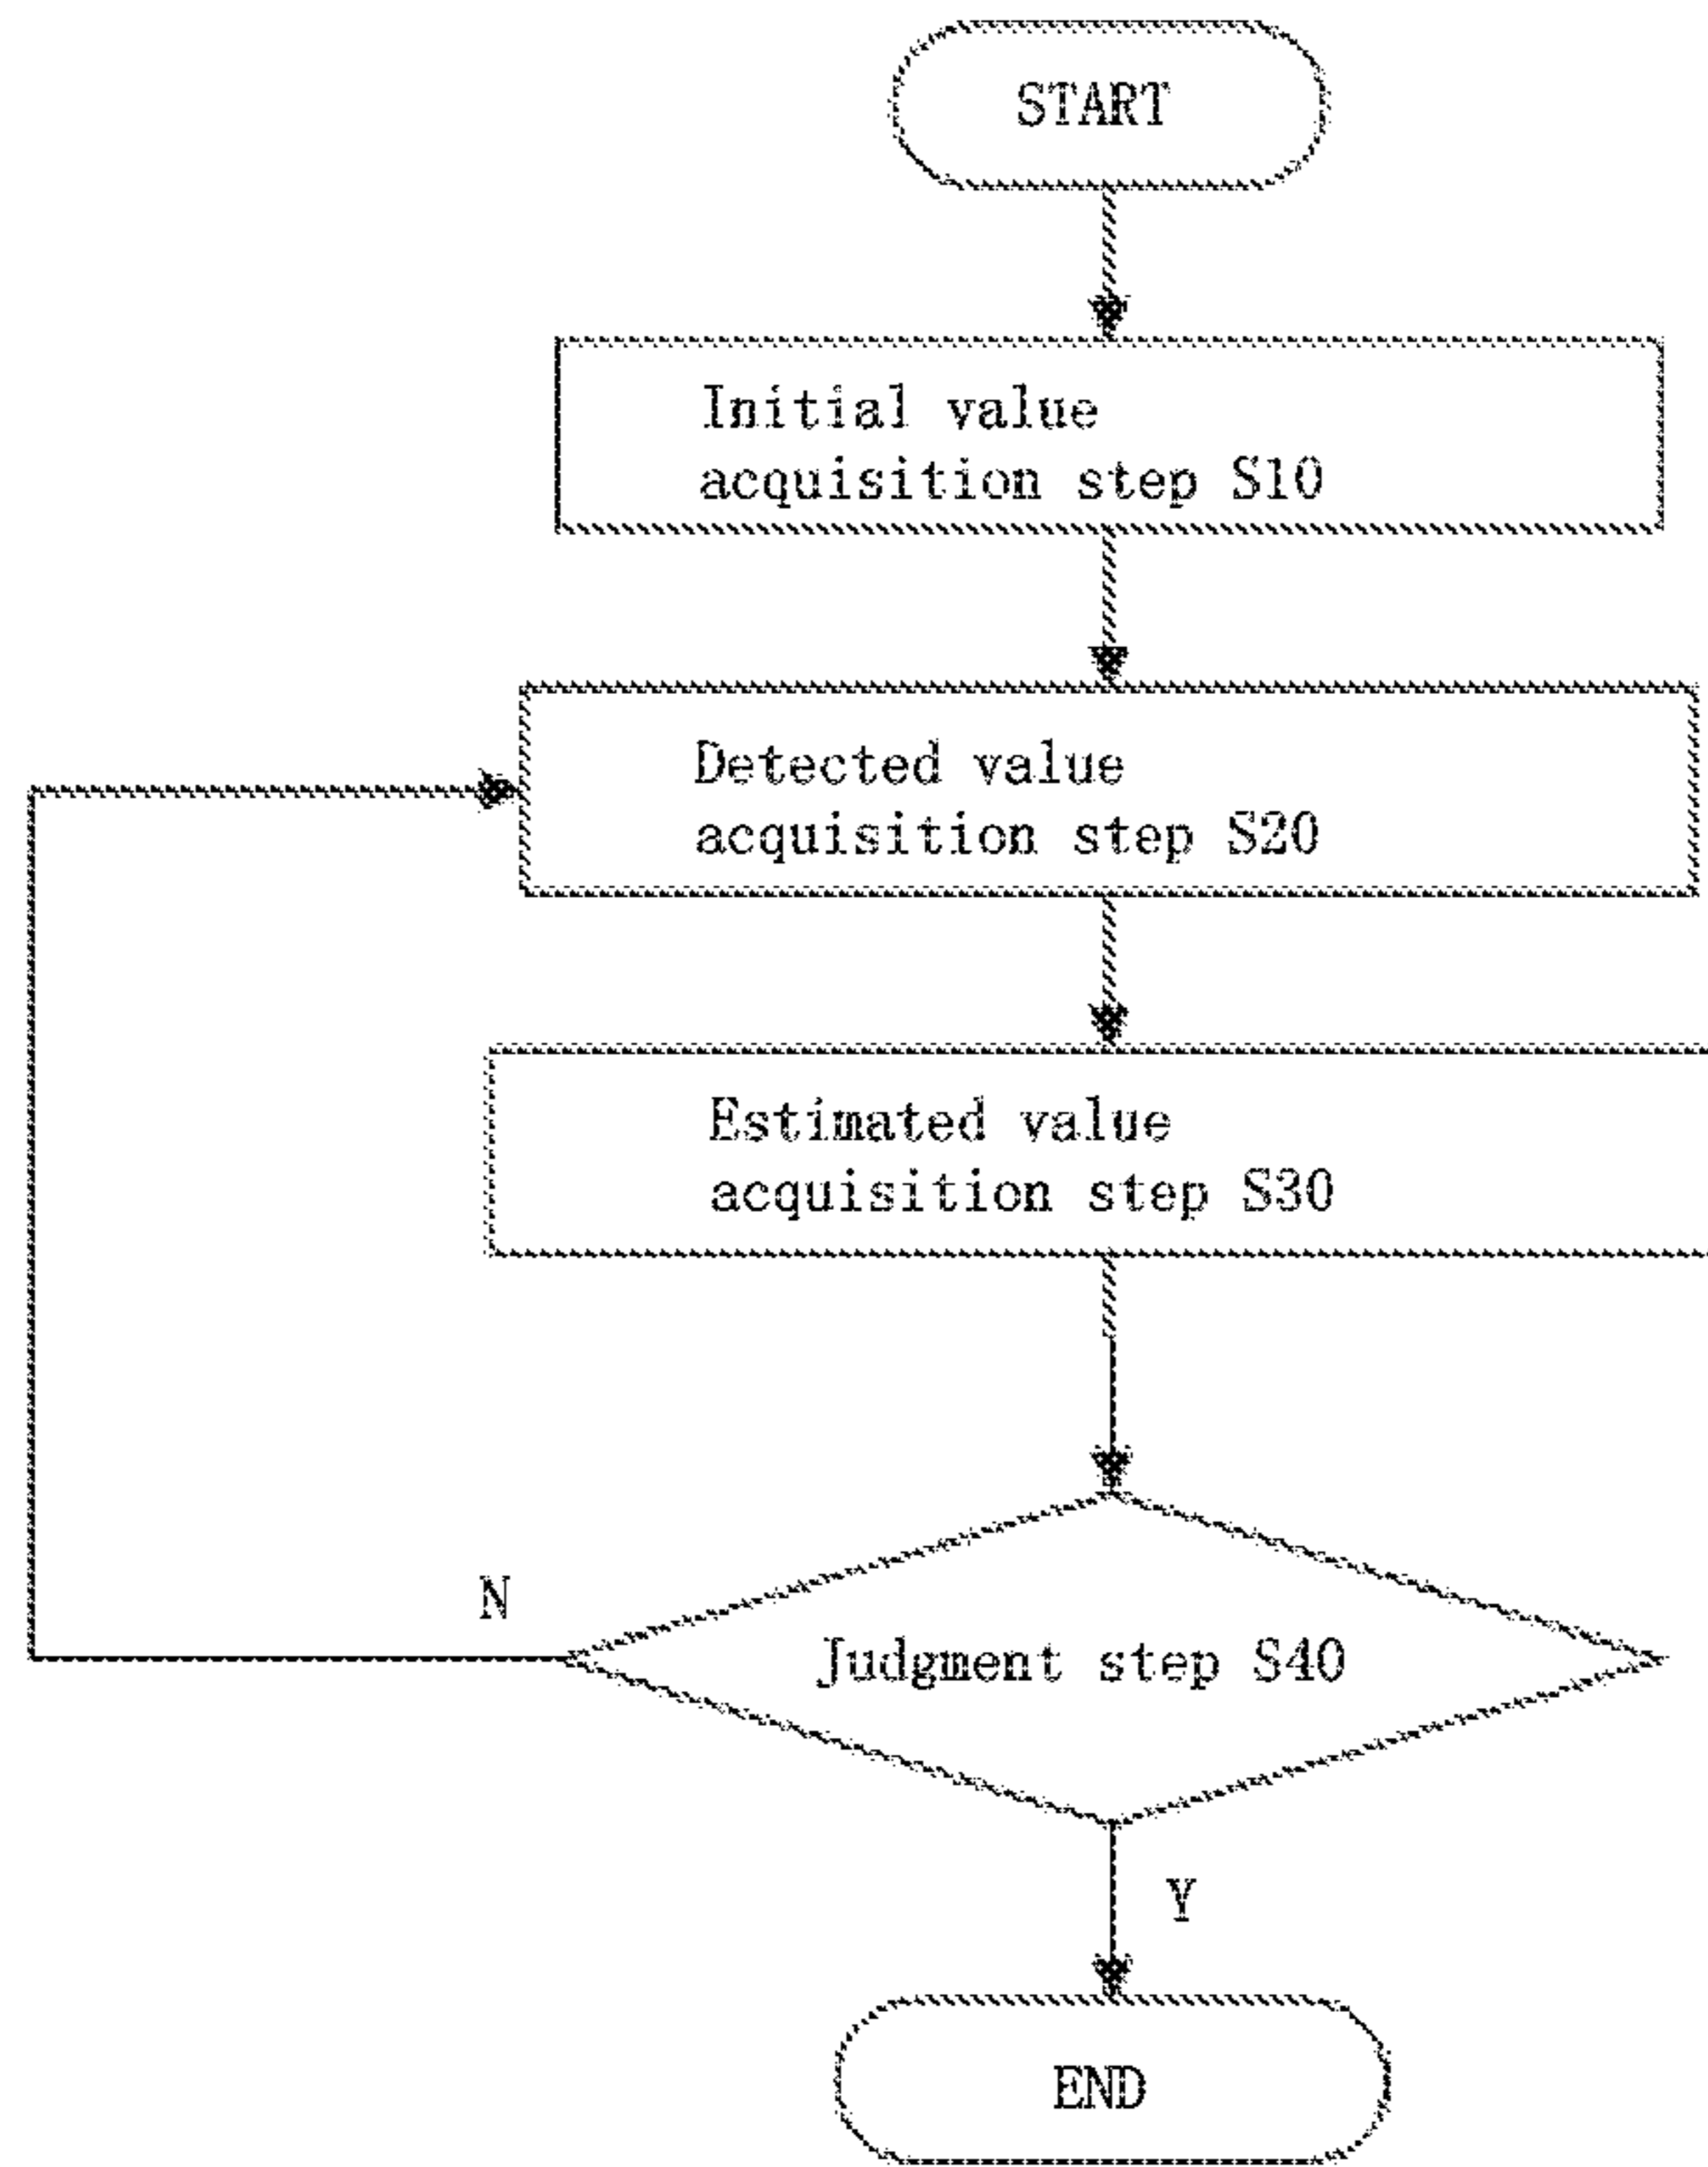 START
Initial value
acquisition step S10
Detected value
acquisition step S20
Estimated value
acquisition step S30
N
Judgment step S40
Y
END